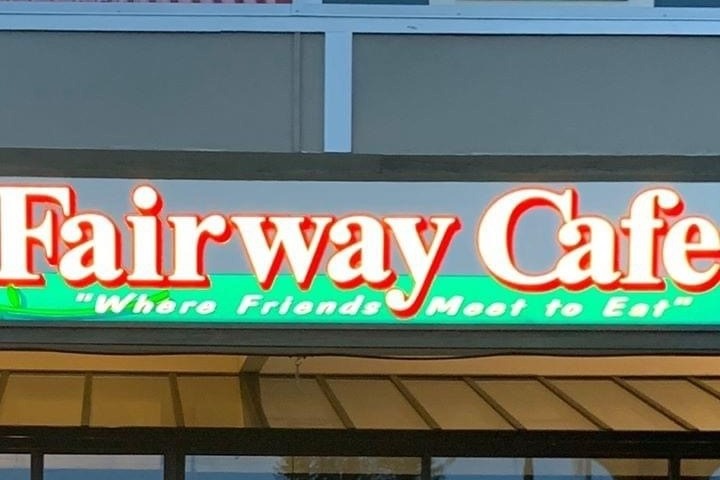 Fairway Cafe
"Where Friends Meet to Eat"